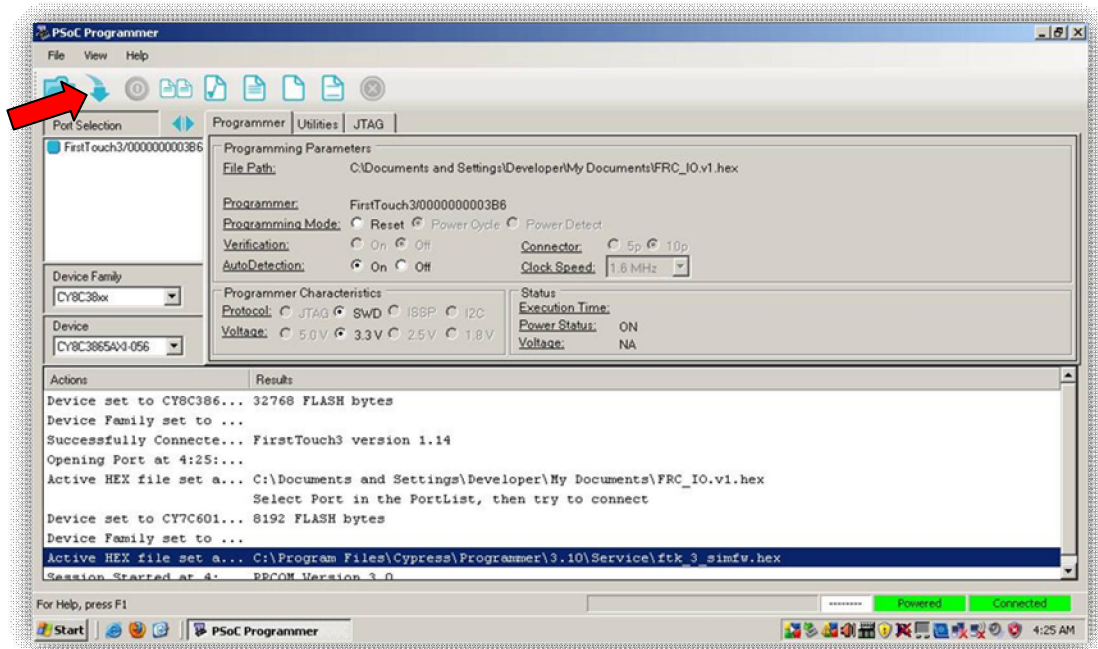 PSoC Programmer
File View Help
Port Selection
Programmer Utilities JTAG
FirstTouch3/0000000003B6
Programming Parameters
File Path: C:\Documents and Settings\Developer\My Documents\FRC_IO.v1.hex
Programmer: FirstTouch3/0000000003B6
Programming Mode: Reset Power Cycle Power Detect
Verification: On Off Connector: 5p 10p
AutoDetection: On Off Clock Speed: 1.6 MHz
Device Family
CY8C38xx
Device
CY8C3865AXI-056
Programmer Characteristics
Protocol: JTAG SWD ISSP I2C
Voltage: 5.0 V 3.3 V 2.5 V 1.8 V
Status
Execution Time:
Power Status: ON
Voltage: NA
Actions Results
Device set to CY8C386... 32768 FLASH bytes
Device Family set to ...
Successfully Connecte... FirstTouch3 version 1.14
Opening Port at 4:25:...
Active HEX file set a... C:\Documents and Settings\Developer\My Documents\FRC_IO.v1.hex
Select Port in the PortList, then try to connect
Device set to CY7C601... 8192 FLASH bytes
Device Family set to ...
Active HEX file set a... C:\Program Files\Cypress\Programmer\3.10\Service\ftk_3_simfw.hex
Session Started at 4: PPCOM Version 3.0
For Help, press F1
-------- Powered Connected
Start PSoC Programmer 4:25 AM